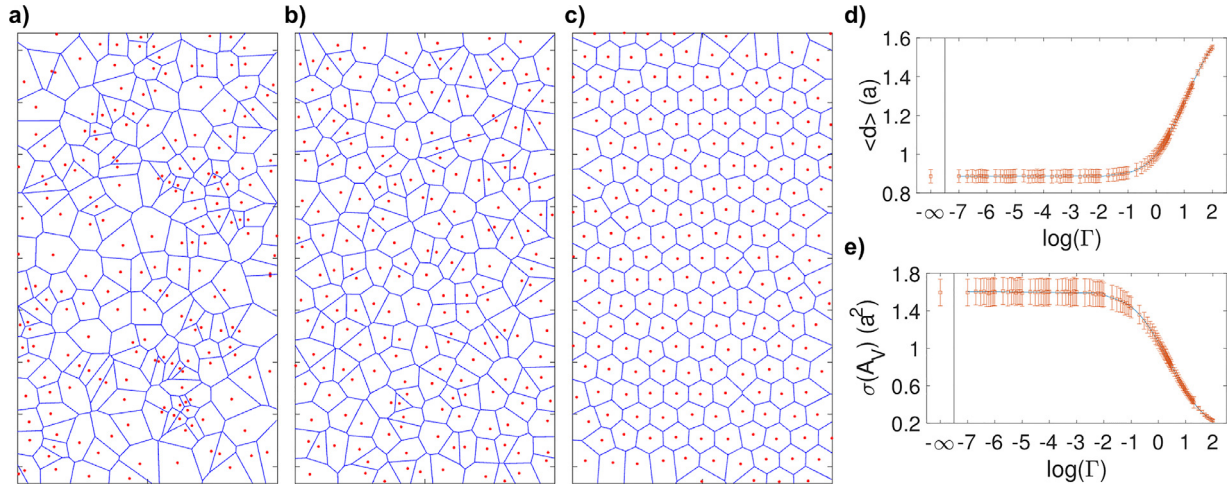 a)
b)
c)
d)
<d> (a)
1.6
1.4
1.2
1
0.8
-∞ -7 -6 -5 -4 -3 -2 -1 0 1 2
log(Γ)
e)
σ(A_V) (a²)
1.8
1.4
1
0.6
0.2
-∞ -7 -6 -5 -4 -3 -2 -1 0 1 2
log(Γ)